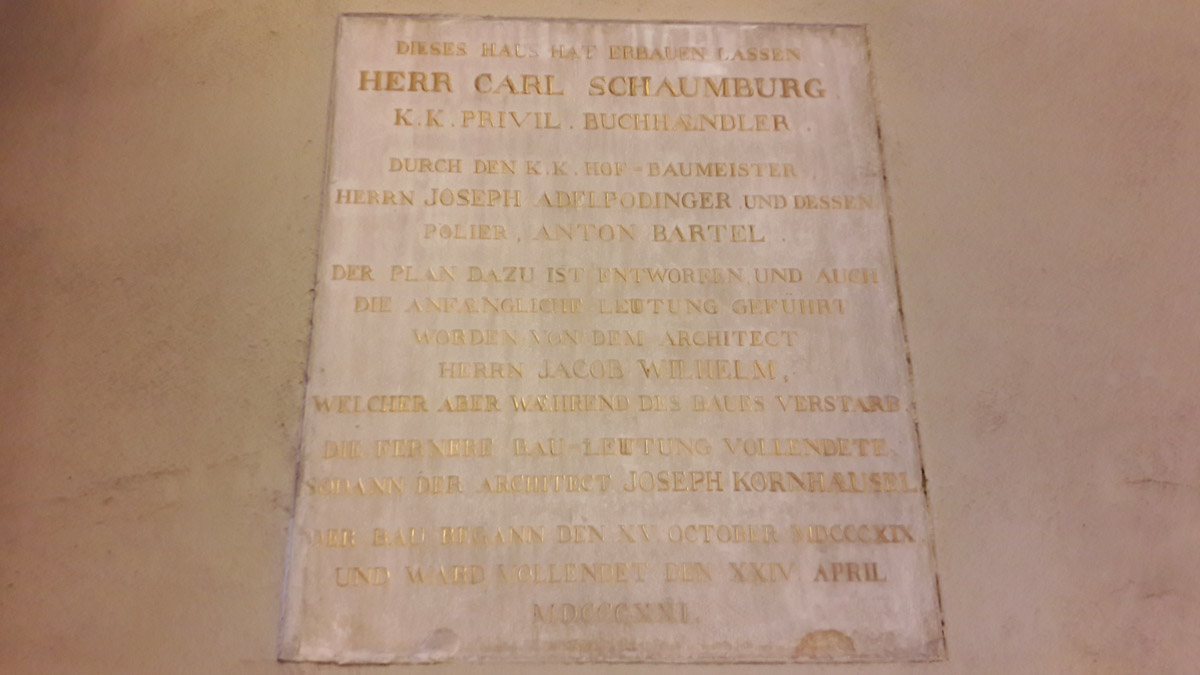 DIESES HAUS HAT ERBAUEN LASSEN
HERR CARL SCHAUMBURG
K.K. PRIVIL. BUCHHÆNDLER
DURCH DEN K.K. HOF-BAUMEISTER
HERRN JOSEPH ADELPODINGER UND DESSEN
POLIER, ANTON BARTEL.
DER PLAN DAZU IST ENTWORFEN, UND AUCH
DIE ANFÆNGLICHE LEITUNG GEFÜHRT
WORDEN VON DEM ARCHITECT
HERRN JACOB WILHELM,
WELCHER ABER WÆHREND DES BAUES VERSTARB.
DIE FERNERE BAU-LEITUNG VOLLENDETE
SODANN DER ARCHITECT JOSEPH KORNHÆUSEL
DER BAU BEGANN DEN XV. OCTOBER MDCCCXIX
UND WARD VOLLENDET DEN XXIV. APRIL
MDCCCXXI.